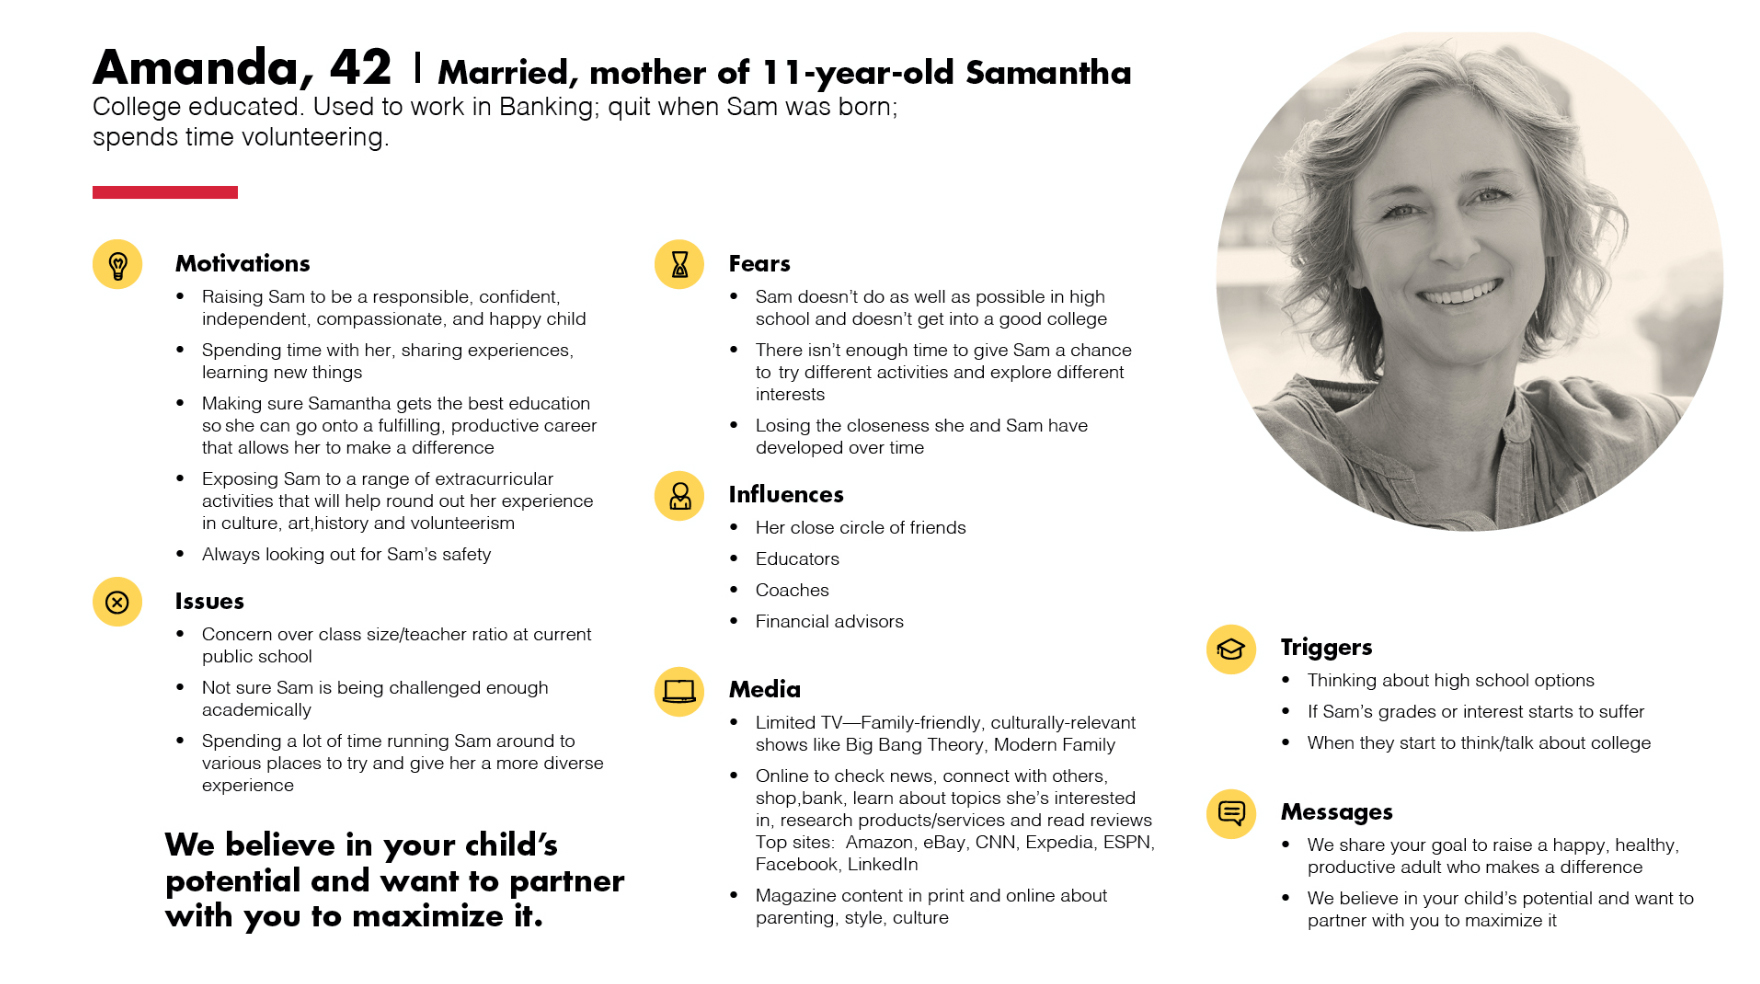 Amanda, 42 | Married, mother of 11-year-old Samantha
College educated. Used to work in Banking; quit when Sam was born;
spends time volunteering.
Motivations
• Raising Sam to be a responsible, confident,
independent, compassionate, and happy child
• Spending time with her, sharing experiences,
learning new things
• Making sure Samantha gets the best education
so she can go onto a fulfilling, productive career
that allows her to make a difference
• Exposing Sam to a range of extracurricular
activities that will help round out her experience
in culture, art,history and volunteerism
• Always looking out for Sam's safety
Issues
• Concern over class size/teacher ratio at current
public school
• Not sure Sam is being challenged enough
academically
• Spending a lot of time running Sam around to
various places to try and give her a more diverse
experience
We believe in your child's
potential and want to partner
with you to maximize it.
Fears
• Sam doesn't do as well as possible in high
school and doesn't get into a good college
• There isn't enough time to give Sam a chance
to try different activities and explore different
interests
• Losing the closeness she and Sam have
developed over time
Influences
• Her close circle of friends
• Educators
• Coaches
• Financial advisors
Media
• Limited TV—Family-friendly, culturally-relevant
shows like Big Bang Theory, Modern Family
• Online to check news, connect with others,
shop,bank, learn about topics she's interested
in, research products/services and read reviews
Top sites: Amazon, eBay, CNN, Expedia, ESPN,
Facebook, LinkedIn
• Magazine content in print and online about
parenting, style, culture
Triggers
• Thinking about high school options
• If Sam's grades or interest starts to suffer
• When they start to think/talk about college
Messages
• We share your goal to raise a happy, healthy,
productive adult who makes a difference
• We believe in your child's potential and want to
partner with you to maximize it